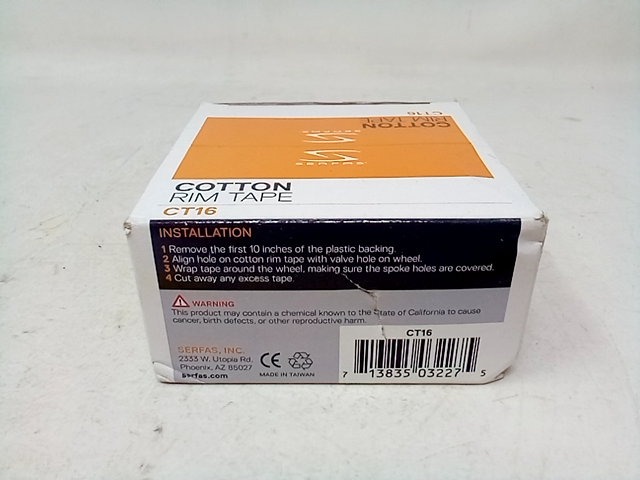 CT16
COTTON
RIM TAPE
SERFAS
SERFAS
COTTON
RIM TAPE
CT16
INSTALLATION
1 Remove the first 10 inches of the plastic backing.
2 Align hole on cotton rim tape with valve hole on wheel.
3 Wrap tape around the wheel, making sure the spoke holes are covered.
4 Cut away any excess tape.
WARNING
This product may contain a chemical known to the State of California to cause
cancer, birth defects, or other reproductive harm.
SERFAS, INC.
2333 W. Utopia Rd.
Phoenix, AZ 85027
serfas.com
CE
MADE IN TAIWAN
CT16
7 13835 03227 5